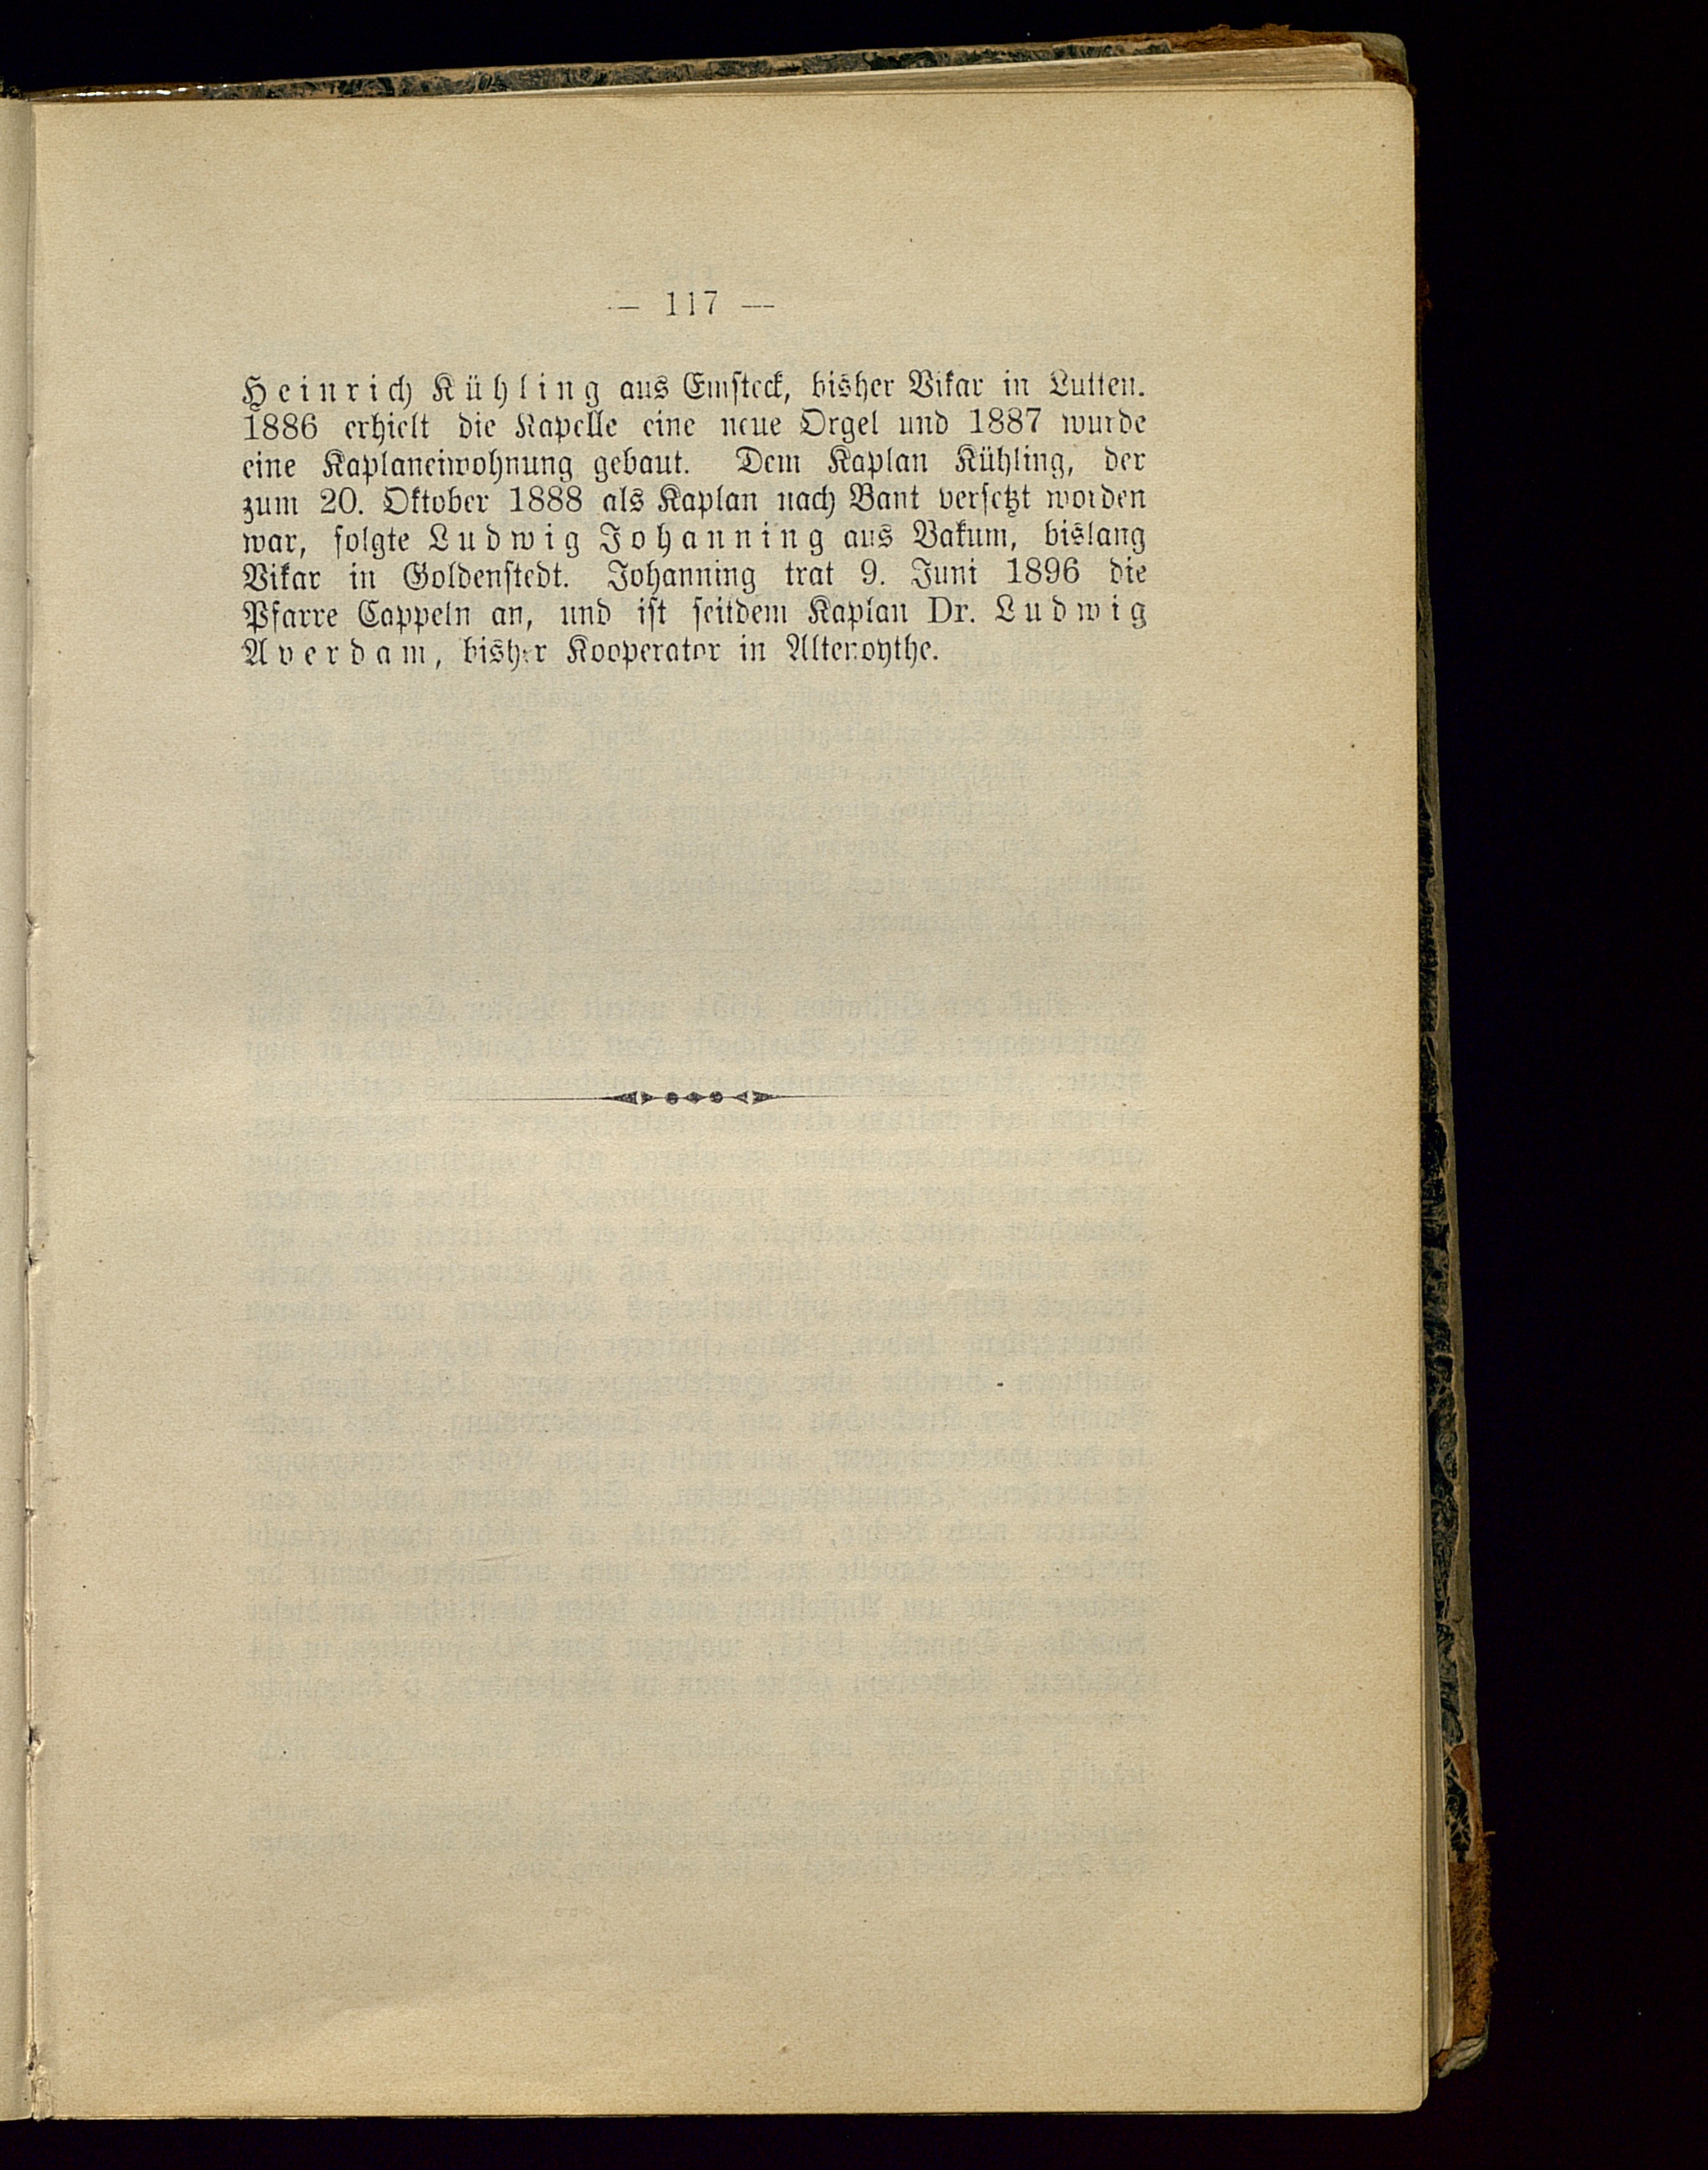 — 117 —
Heinrich Kühling aus Emsteck, bisher Vikar in Lutten.
1886 erhielt die Kapelle eine neue Orgel und 1887 wurde
eine Kaplaneiwohnung gebaut. Dem Kaplan Kühling, der
zum 20. Oktober 1888 als Kaplan nach Bant versetzt worden
war, folgte Ludwig Johanning aus Vakum, bislang
Vikar in Goldenstedt. Johanning trat 9. Juni 1896 die
Pfarre Cappeln an, und ist seitdem Kaplan Dr. Ludwig
Averdam, bisher Kooperator in Altenoythe.